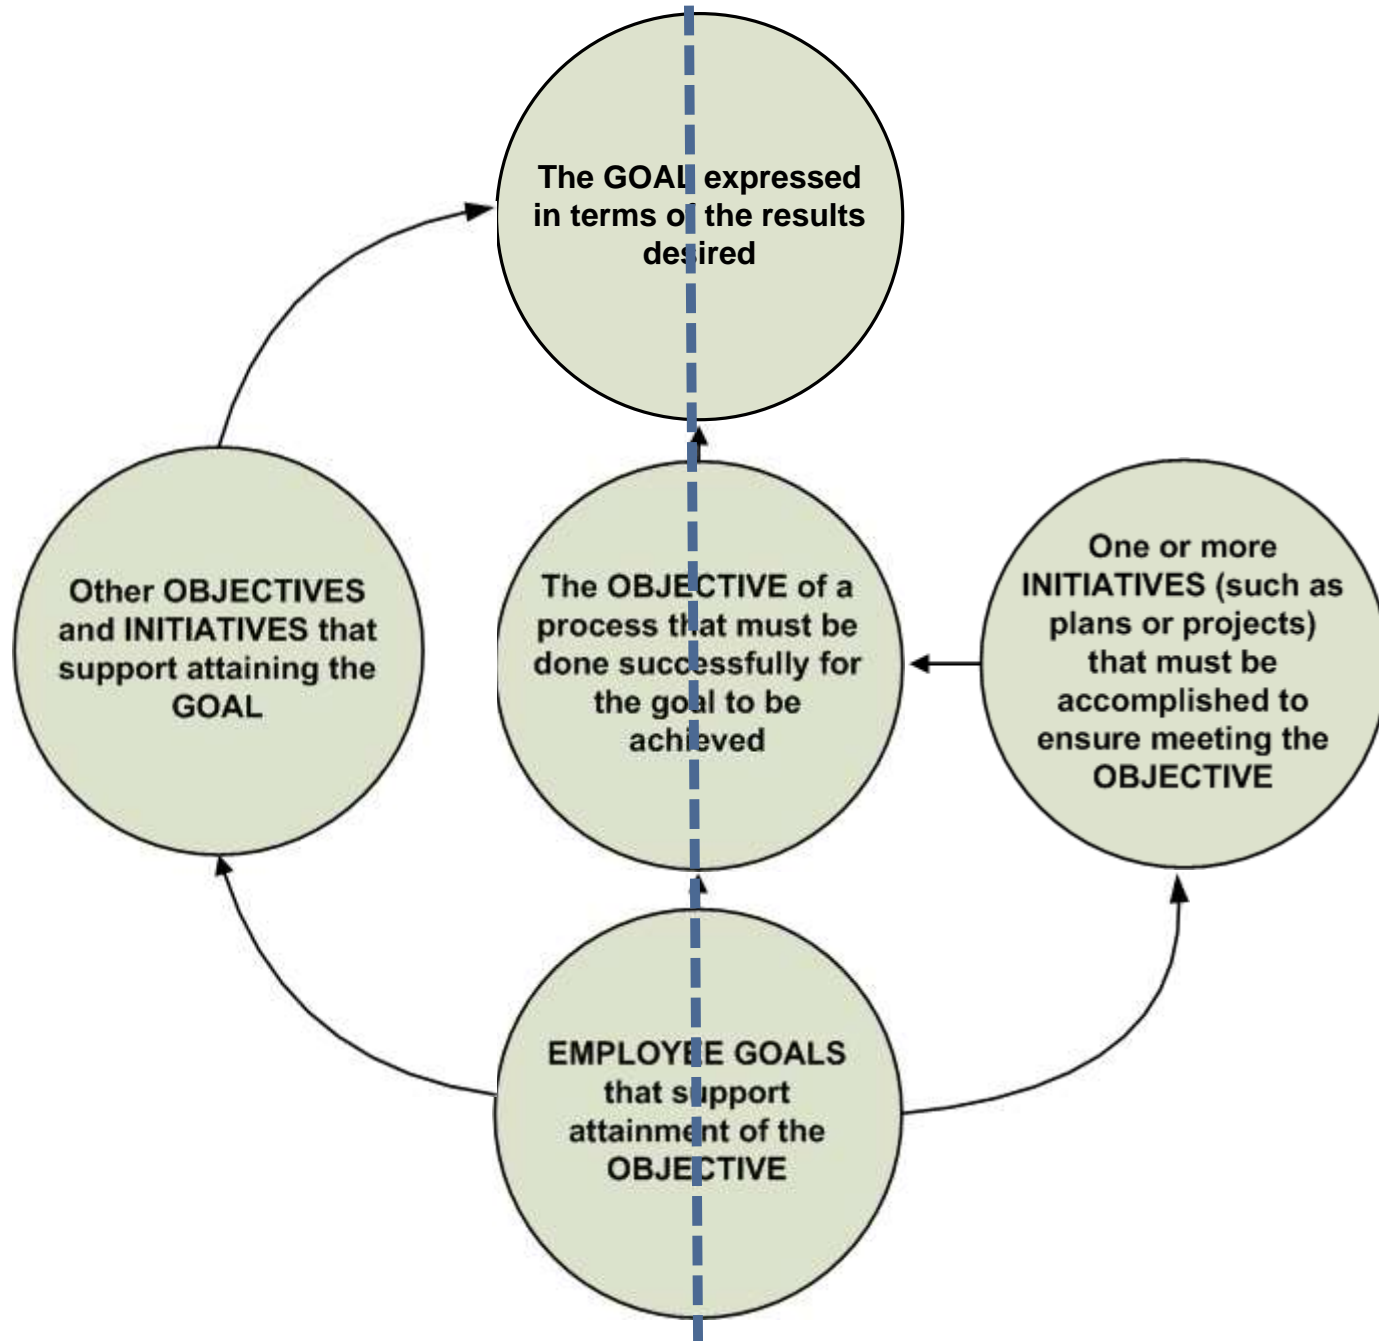 The GOAL expressed
in terms of the results
desired
Other OBJECTIVES
and INITIATIVES that
support attaining the
GOAL
The OBJECTIVE of a
process that must be
done successfully for
the goal to be
achieved
One or more
INITIATIVES (such as
plans or projects)
that must be
accomplished to
ensure meeting the
OBJECTIVE
EMPLOYEE GOALS
that support
attainment of the
OBJECTIVE